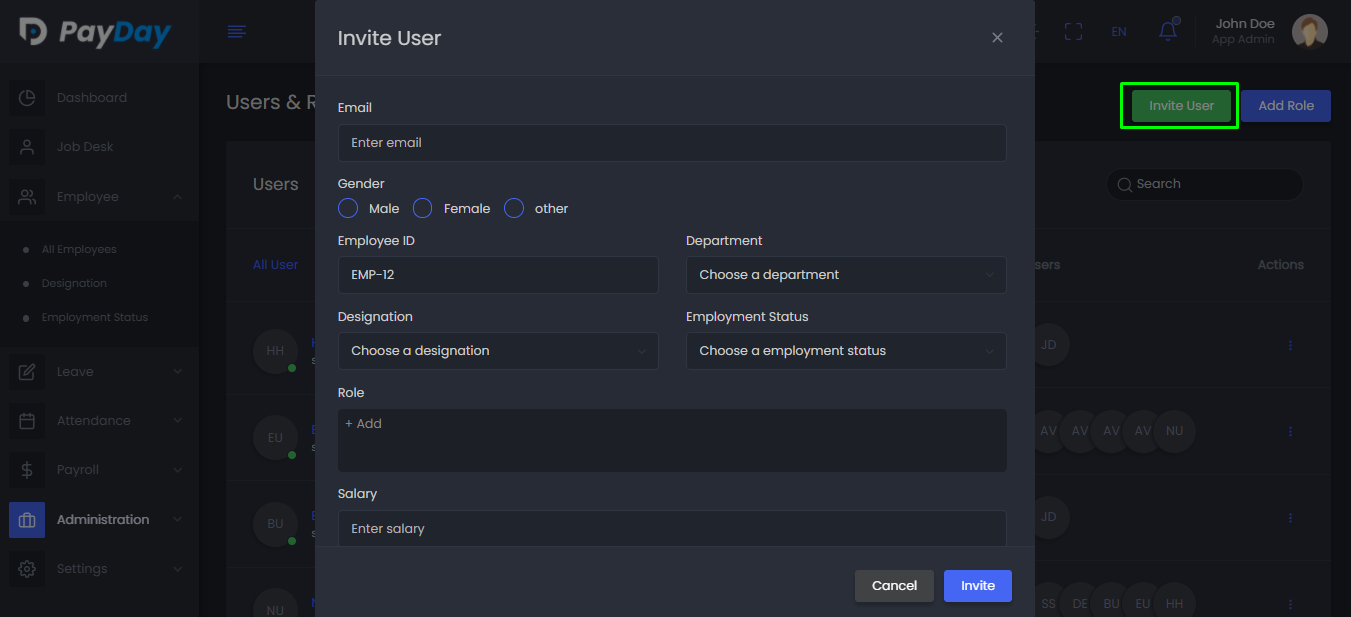 PayDay
EN
John Doe
App Admin
Dashboard
Job Desk
Employee
All Employees
Designation
Employment Status
Leave
Attendance
Payroll
Administration
Settings
Users & R
Invite User
Add Role
Users
Search
All User
sers
Actions
HH
JD
EU
AV AV AV AV NU
BU
JD
NU
SS DE BU EU HH
Invite User
Email
Enter email
Gender
Male Female other
Employee ID Department
EMP-12 Choose a department
Designation Employment Status
Choose a designation Choose a employment status
Role
+ Add
Salary
Enter salary
Cancel Invite